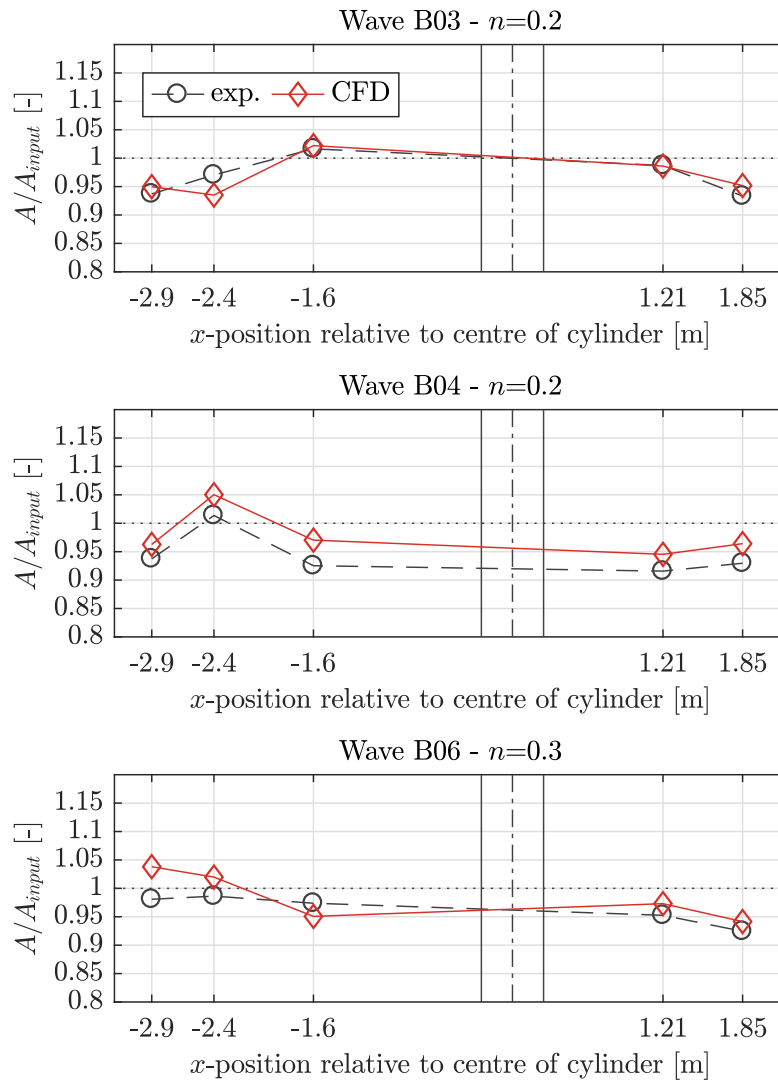 Wave B03 - n=0.2
1.15
1.1
1.05
1
0.95
0.9
0.85
0.8
A/A_input [-]
exp. CFD
-2.9 -2.4 -1.6 1.21 1.85
x-position relative to centre of cylinder [m]
Wave B04 - n=0.2
1.15
1.1
1.05
1
0.95
0.9
0.85
0.8
A/A_input [-]
-2.9 -2.4 -1.6 1.21 1.85
x-position relative to centre of cylinder [m]
Wave B06 - n=0.3
1.15
1.1
1.05
1
0.95
0.9
0.85
0.8
A/A_input [-]
-2.9 -2.4 -1.6 1.21 1.85
x-position relative to centre of cylinder [m]